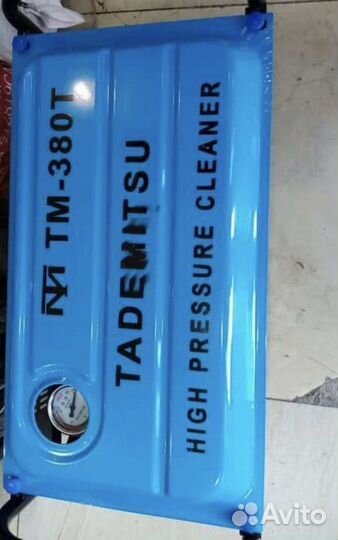 TM-380T
TADEMITSU
HIGH PRESSURE CLEANER
Avito